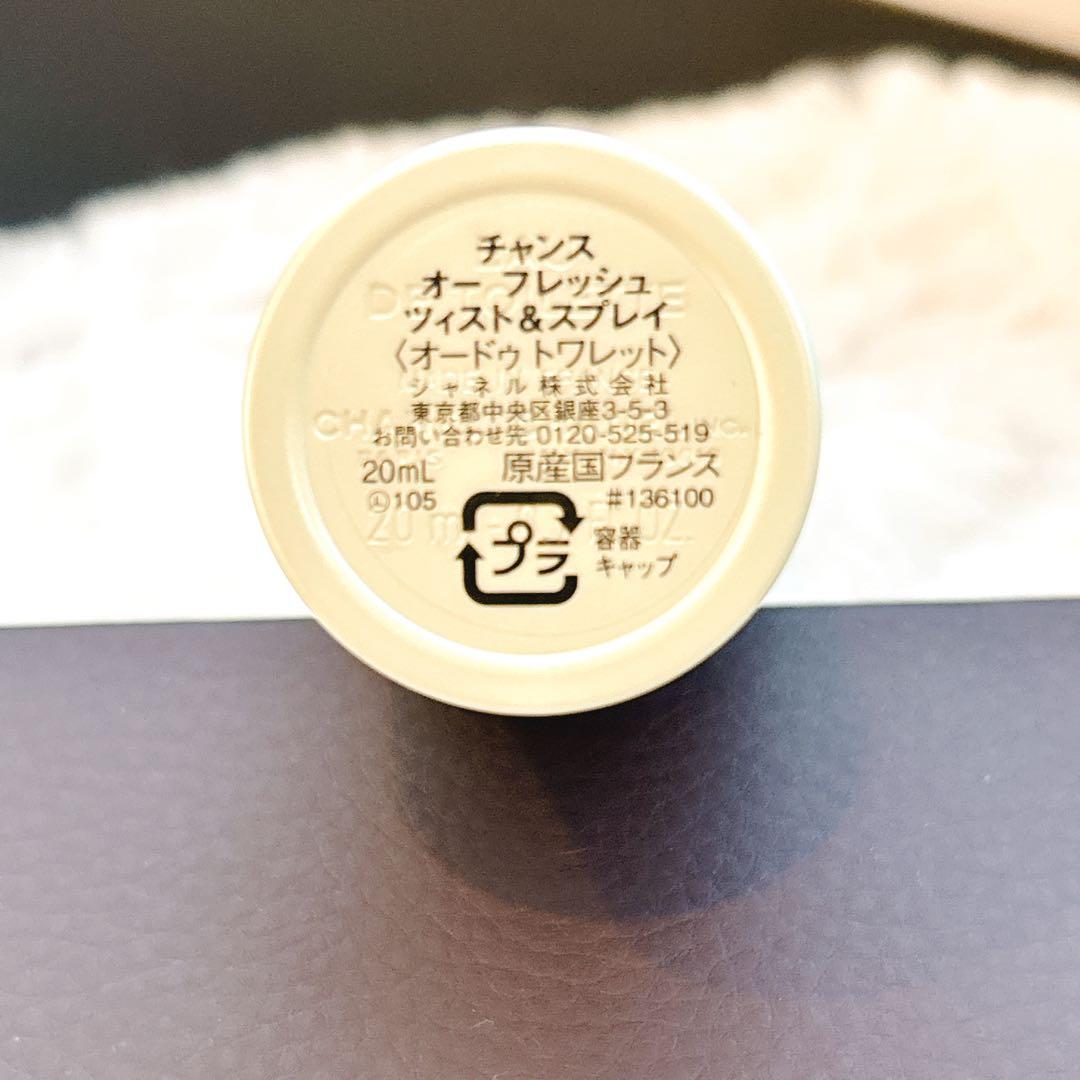 チャンス
オー フレッシュ
ツィスト&スプレイ
〈オードゥ トワレット〉
シャネル株式会社
東京都中央区銀座3-5-3
お問い合わせ先 0120-525-519
20mL 原産国フランス
Ⓛ105 #136100
プラ 容器
キャップ